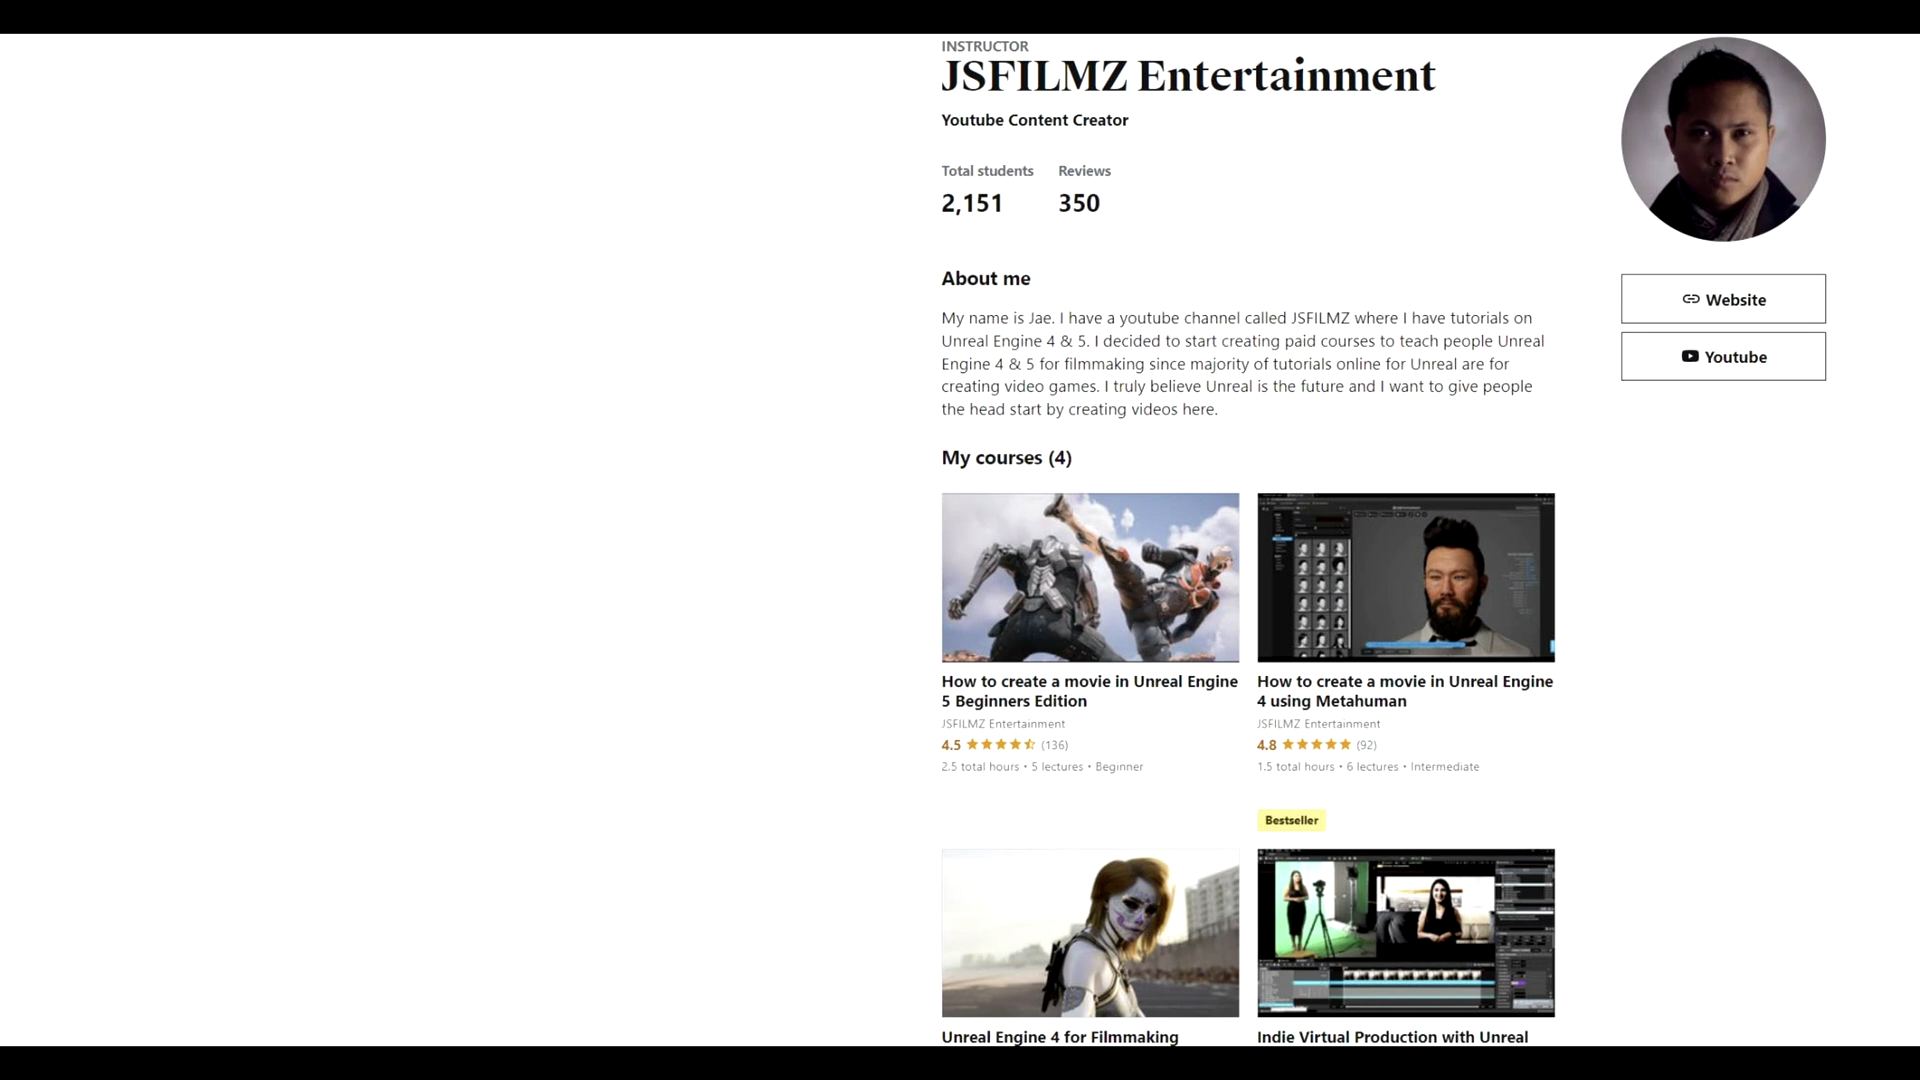 INSTRUCTOR
JSFILMZ Entertainment
Youtube Content Creator
Total students
Reviews
2,151
350
Website
Youtube
About me
My name is Jae. I have a youtube channel called JSFILMZ where I have tutorials on
Unreal Engine 4 & 5. I decided to start creating paid courses to teach people Unreal
Engine 4 & 5 for filmmaking since majority of tutorials online for Unreal are for
creating video games. I truly believe Unreal is the future and I want to give people
the head start by creating videos here.
My courses (4)
How to create a movie in Unreal Engine
5 Beginners Edition
JSFILMZ Entertainment
4.5 (136)
2.5 total hours • 5 lectures • Beginner
How to create a movie in Unreal Engine
4 using Metahuman
JSFILMZ Entertainment
4.8 (92)
1.5 total hours • 6 lectures • Intermediate
Bestseller
Unreal Engine 4 for Filmmaking
Indie Virtual Production with Unreal